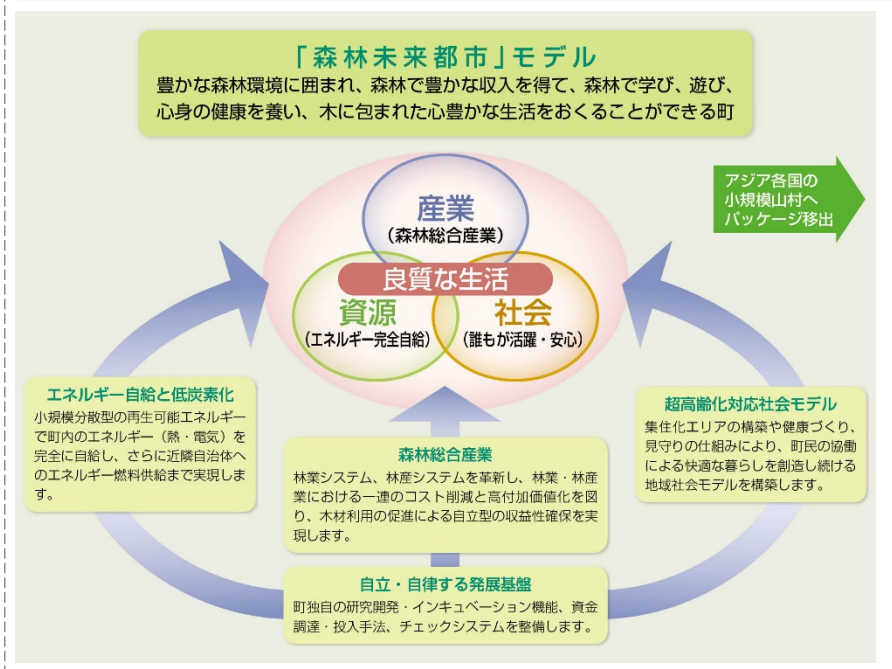 「森林未来都市」モデル
豊かな森林環境に囲まれ、森林で豊かな収入を得て、森林で学び、遊び、
心身の健康を養い、木に包まれた心豊かな生活をおくることができる町
アジア各国の
小規模山村へ
パッケージ移出
産業
（森林総合産業）
良質な生活
資源
（エネルギー完全自給）
社会
（誰もが活躍・安心）
エネルギー自給と低炭素化
小規模分散型の再生可能エネルギー
で町内のエネルギー（熱・電気）を
完全に自給し、さらに近隣自治体へ
のエネルギー燃料供給まで実現しま
す。
森林総合産業
林業システム、林産システムを革新し、林業・林産
業における一連のコスト削減と高付加価値化を図
り、木材利用の促進による自立型の収益性確保を実
現します。
超高齢化対応社会モデル
集住化エリアの構築や健康づくり、
見守りの仕組みにより、町民の協働
による快適な暮らしを創造し続ける
地域社会モデルを構築します。
自立・自律する発展基盤
町独自の研究開発・インキュベーション機能、資金
調達・投入手法、チェックシステムを整備します。